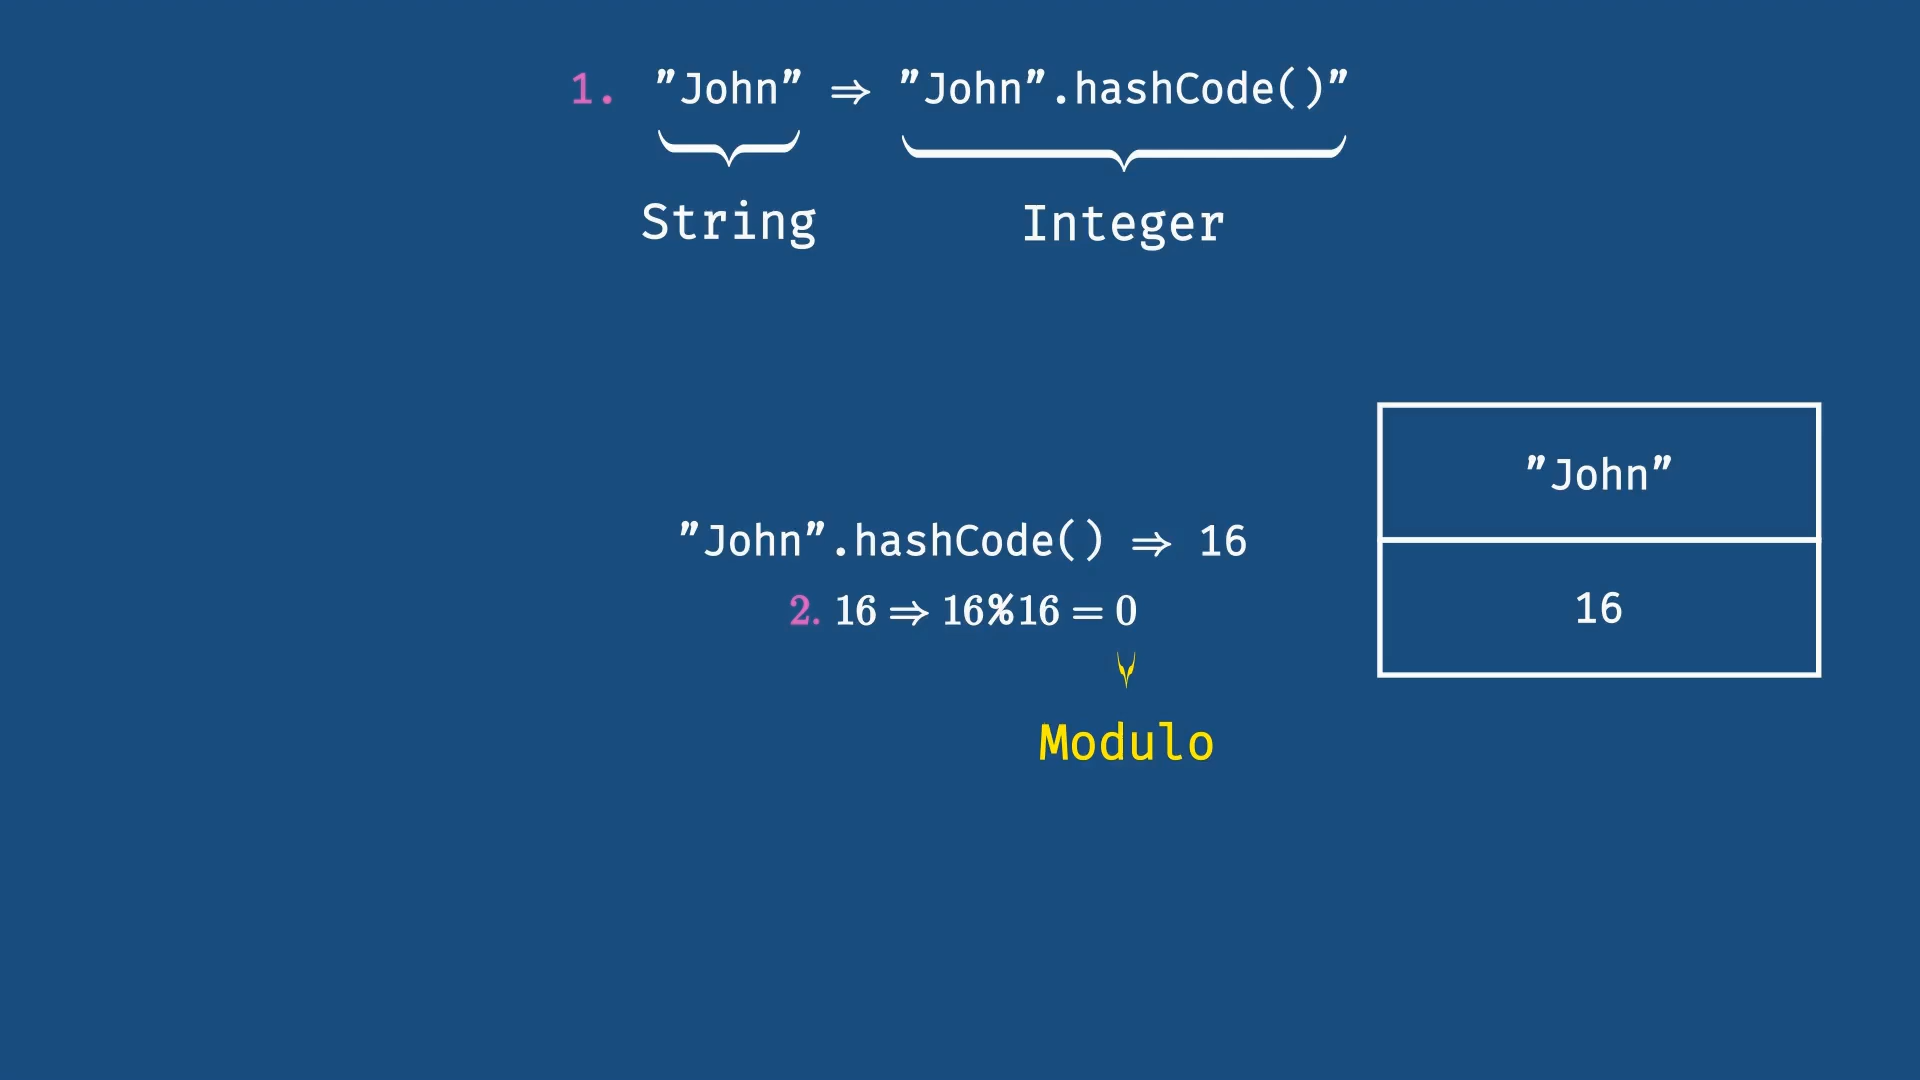 1. "John" ⇒ "John".hashCode()"
String
Integer
"John"
"John".hashCode() ⇒ 16
2. 16 ⇒ 16%16 = 0
16
Modulo